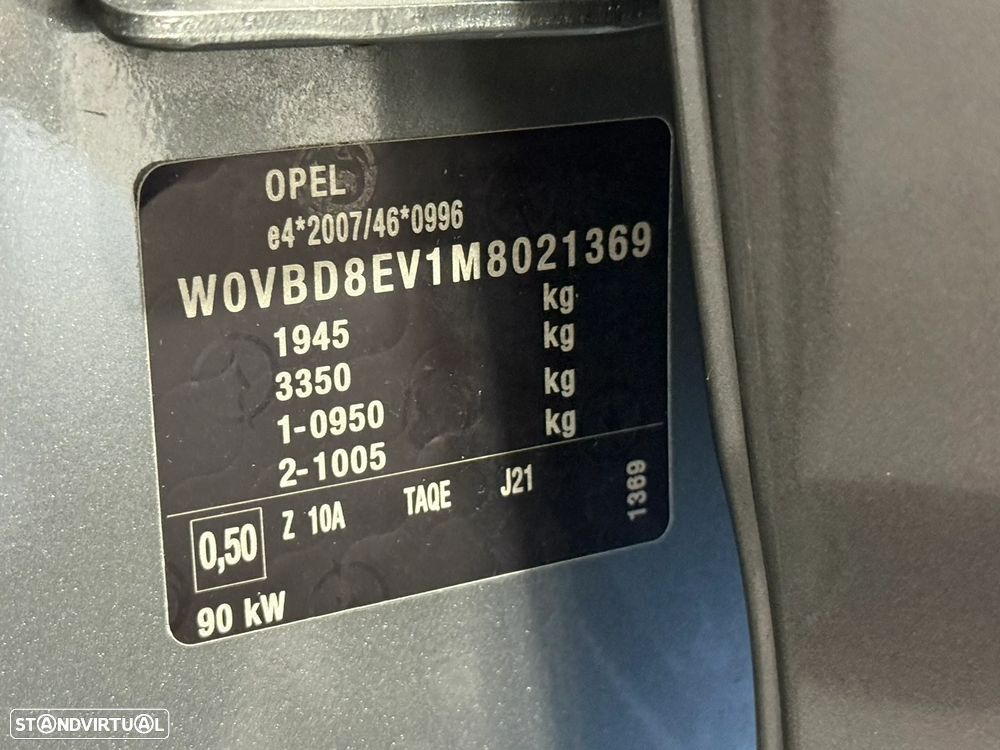 OPEL
e4*2007/46*0996
W0VBD8EV1M8021369
1945 kg
3350 kg
1-0950 kg
2-1005 kg
0,50 Z 10A TAQE J21
1369
90 kW
STANDVIRTUAL